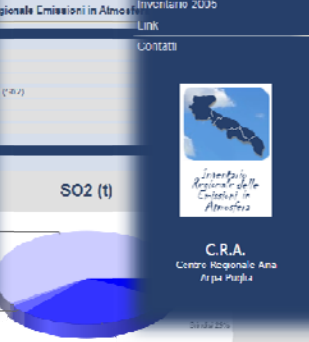 gionale Emissioni in Atmosfe
Inventario 2005
Link
Contatti
SO2 (t)
Inventario
Regionale delle
Emissioni in
Atmosfera
C.R.A.
Centro Regionale Aria
Arpa Puglia